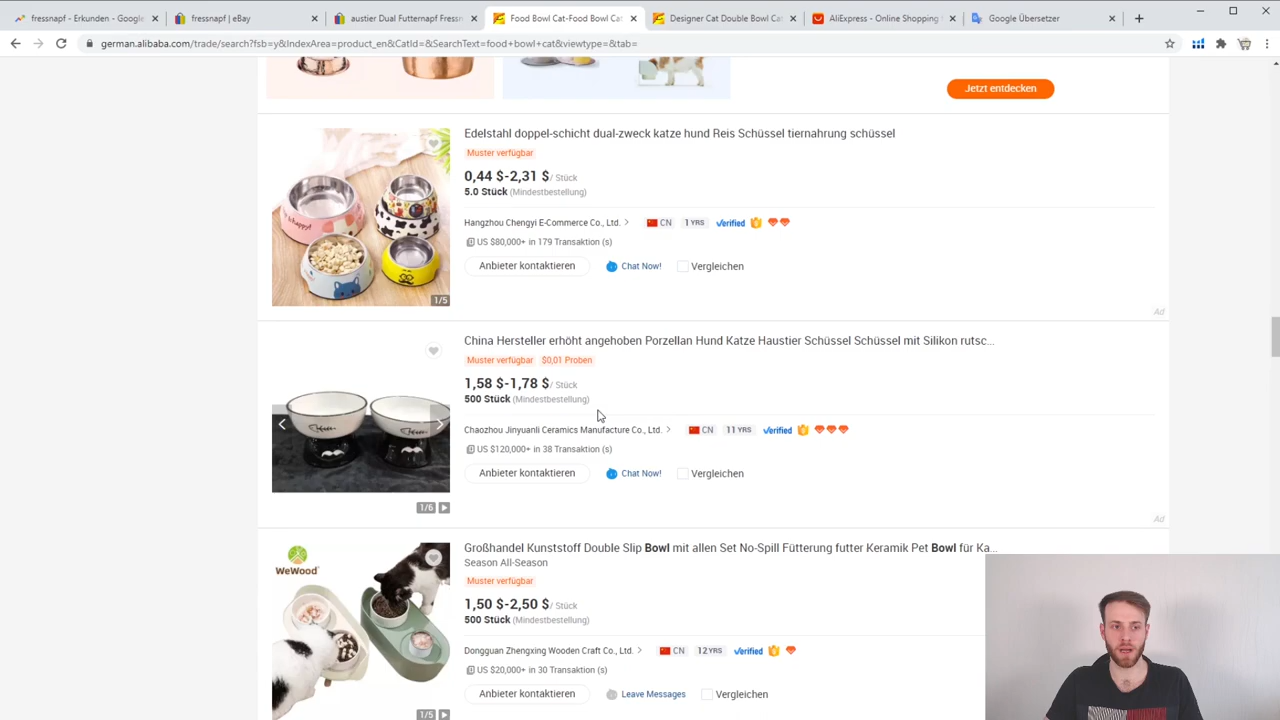 fressnapf - Erkunden - Google
fressnapf | eBay
austier Dual Futternapf Fressn
Food Bowl Cat-Food Bowl Cat
Designer Cat Double Bowl Cat
AliExpress - Online Shopping
Google Übersetzer
german.alibaba.com/trade/search?fsb=y&IndexArea=product_en&CatId=&SearchText=food+bowl+cat&viewtype=&tab=
Jetzt entdecken
Edelstahl doppel-schicht dual-zweck katze hund Reis Schüssel tiernahrung schüssel
Muster verfügbar
0,44 $-2,31 $/ Stück
5.0 Stück (Mindestbestellung)
Hangzhou Chengyi E-Commerce Co., Ltd. > CN 1 YRS Verified
US $80,000+ in 179 Transaktion (s)
Anbieter kontaktieren Chat Now! Vergleichen
1/5
Ad
China Hersteller erhöht angehoben Porzellan Hund Katze Haustier Schüssel Schüssel mit Silikon rutsc...
Muster verfügbar $0,01 Proben
1,58 $-1,78 $/ Stück
500 Stück (Mindestbestellung)
Chaozhou Jinyuanli Ceramics Manufacture Co., Ltd. > CN 11 YRS Verified
US $120,000+ in 38 Transaktion (s)
Anbieter kontaktieren Chat Now! Vergleichen
1/6
Ad
WeWood
Großhandel Kunststoff Double Slip Bowl mit allen Set No-Spill Fütterung futter Keramik Pet Bowl für Ka...
Season All-Season
Muster verfügbar
1,50 $-2,50 $/ Stück
500 Stück (Mindestbestellung)
Dongguan Zhengxing Wooden Craft Co., Ltd. > CN 12 YRS Verified
US $20,000+ in 30 Transaktion (s)
Anbieter kontaktieren Leave Messages Vergleichen
1/5